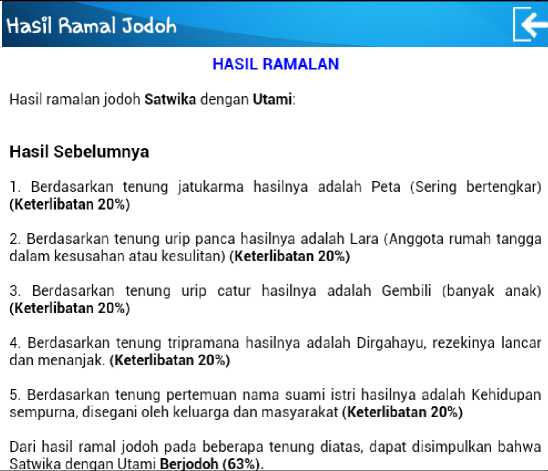 Hasil Ramal Jodoh
HASIL RAMALAN
Hasil ramalan jodoh Satwika dengan Utami:
Hasil Sebelumnya
1. Berdasarkan tenung jatukarma hasilnya adalah Peta (Sering bertengkar)
(Keterlibatan 20%)
2. Berdasarkan tenung urip panca hasilnya adalah Lara (Anggota rumah tangga
dalam kesusahan atau kesulitan) (Keterlibatan 20%)
3. Berdasarkan tenung urip catur hasilnya adalah Gembili (banyak anak)
(Keterlibatan 20%)
4. Berdasarkan tenung tripramana hasilnya adalah Dirgahayu, rezekinya lancar
dan menanjak. (Keterlibatan 20%)
5. Berdasarkan tenung pertemuan nama suami istri hasilnya adalah Kehidupan
sempurna, disegani oleh keluarga dan masyarakat (Keterlibatan 20%)
Dari hasil ramal jodoh pada beberapa tenung diatas, dapat disimpulkan bahwa
Satwika dengan Utami Berjodoh (63%).